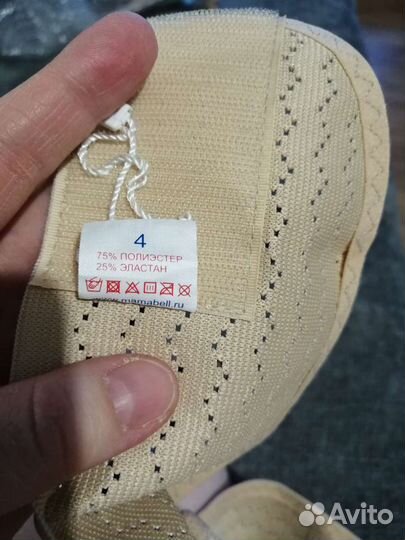 4
75% ПОЛИЭСТЕР
25% ЭЛАСТАН
www.mamabell.ru
Avito